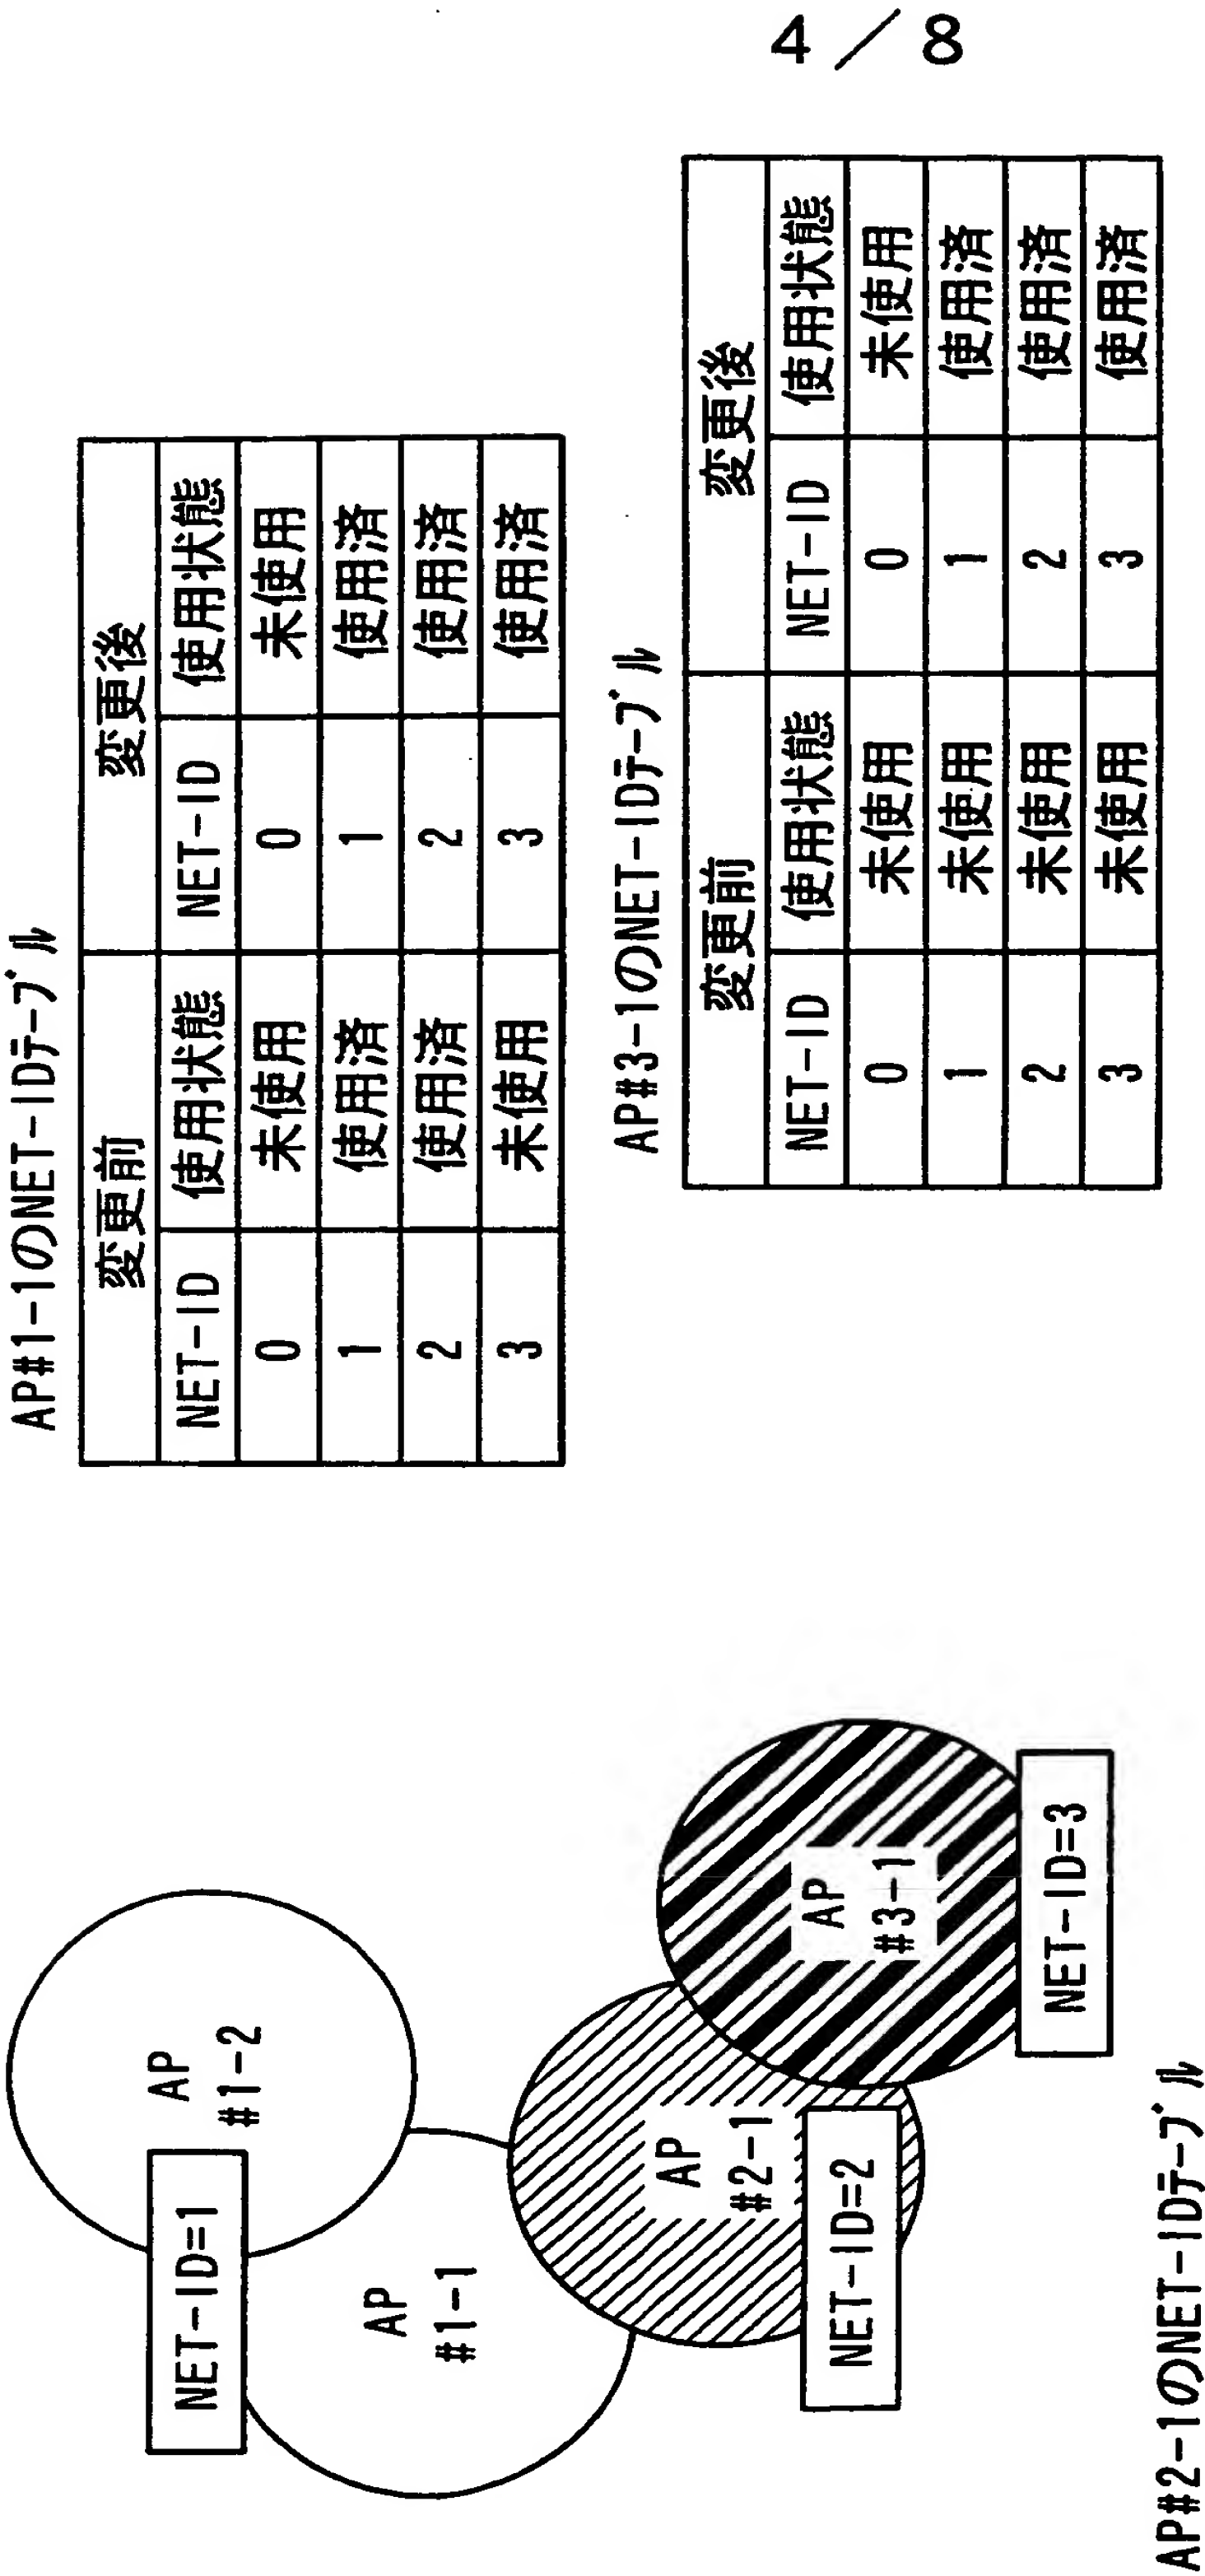 4/8
AP#1-1のNET-IDテーブル
変更前 変更後
NET-ID 使用状態 NET-ID 使用状態
0 未使用 0 未使用
1 使用済 1 使用済
2 使用済 2 使用済
3 未使用 3 使用済
AP#3-1のNET-IDテーブル
変更前 変更後
NET-ID 使用状態 NET-ID 使用状態
0 未使用 0 未使用
1 未使用 1 使用済
2 未使用 2 使用済
3 未使用 3 使用済
NET-ID=1
AP
#1-2
AP
#1-1
AP
#2-1
NET-ID=2
AP
#3-1
NET-ID=3
AP#2-1のNET-IDテーブル